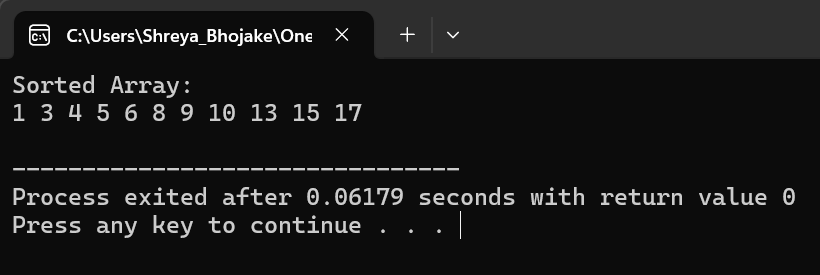 C:\Users\Shreya_Bhojake\One
Sorted Array:
1 3 4 5 6 8 9 10 13 15 17
--------------------------------
Process exited after 0.06179 seconds with return value 0
Press any key to continue . . .